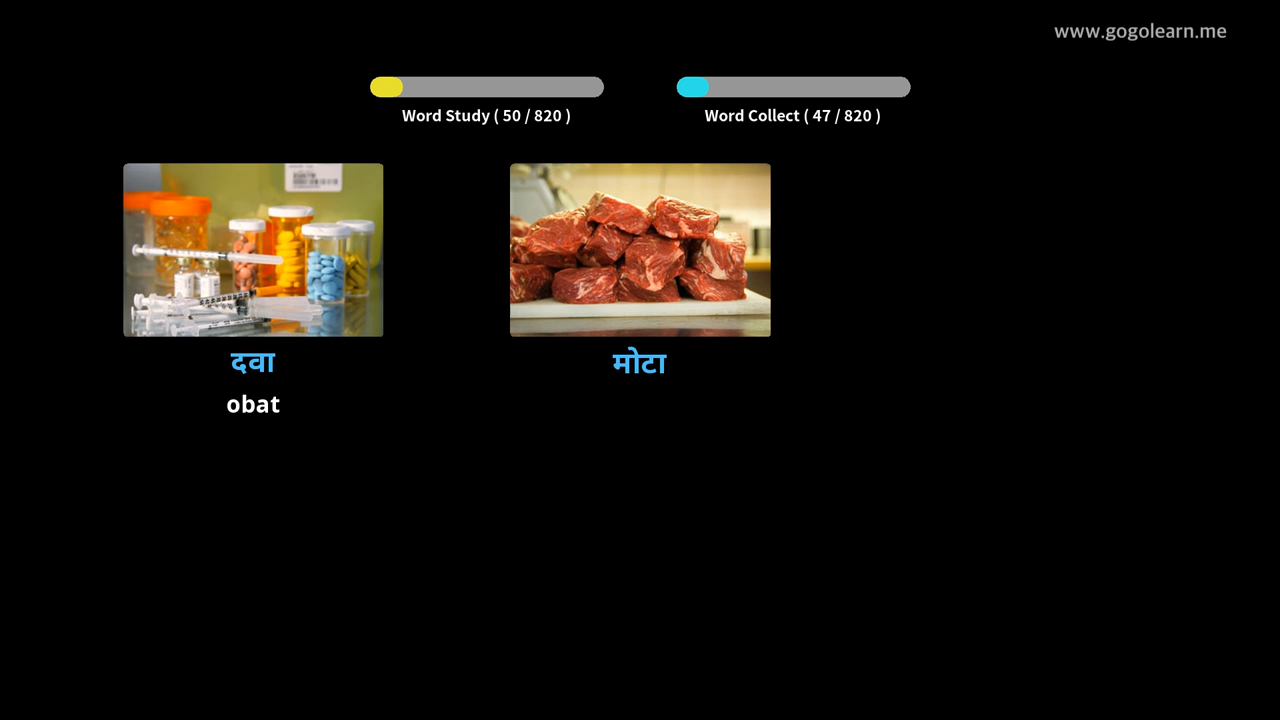 www.gogolearn.me
Word Study ( 50 / 820 )
Word Collect ( 47 / 820 )
दवा
मोटा
obat